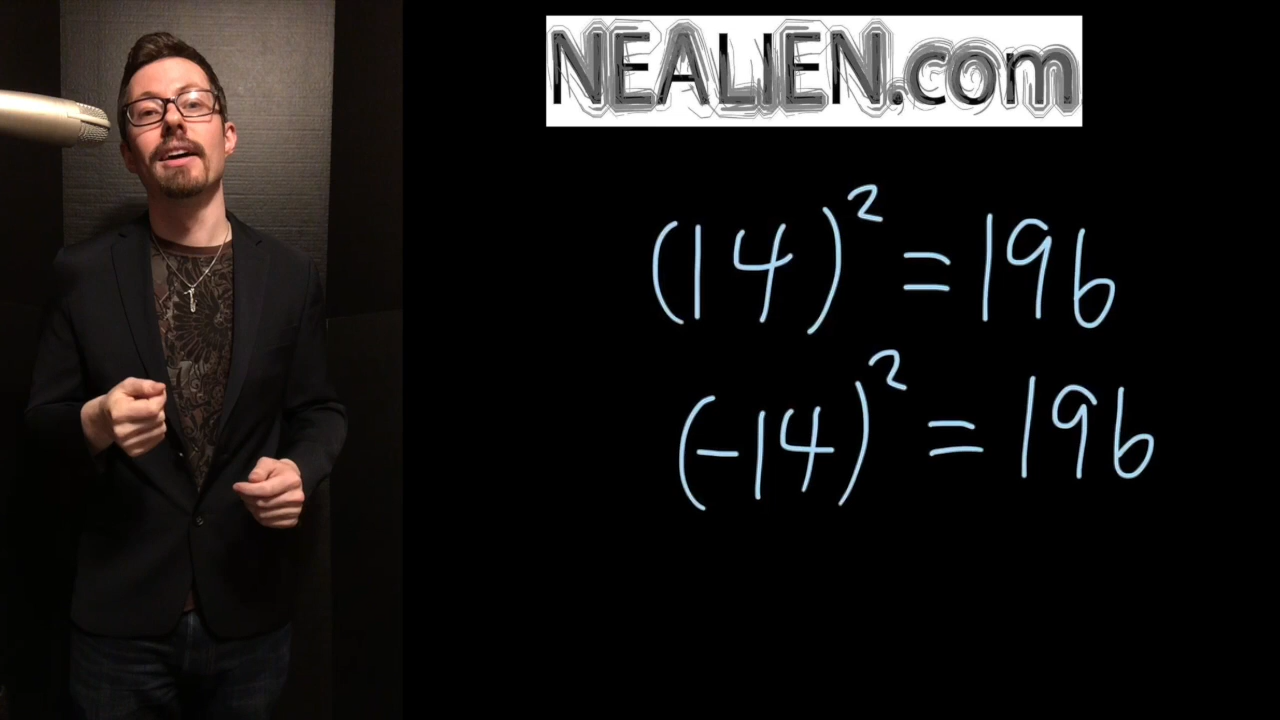 NEALIEN.com
(14)² = 196
(-14)² = 196